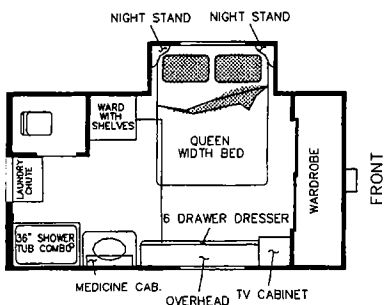 NIGHT STAND
NIGHT STAND
WARD
WITH
SHELVES
QUEEN
WIDTH BED
WARDROBE
FRONT
LAUNDRY
CHUTE
6 DRAWER DRESSER
36" SHOWER
TUB COMBO
MEDICINE CAB.
OVERHEAD
TV CABINET